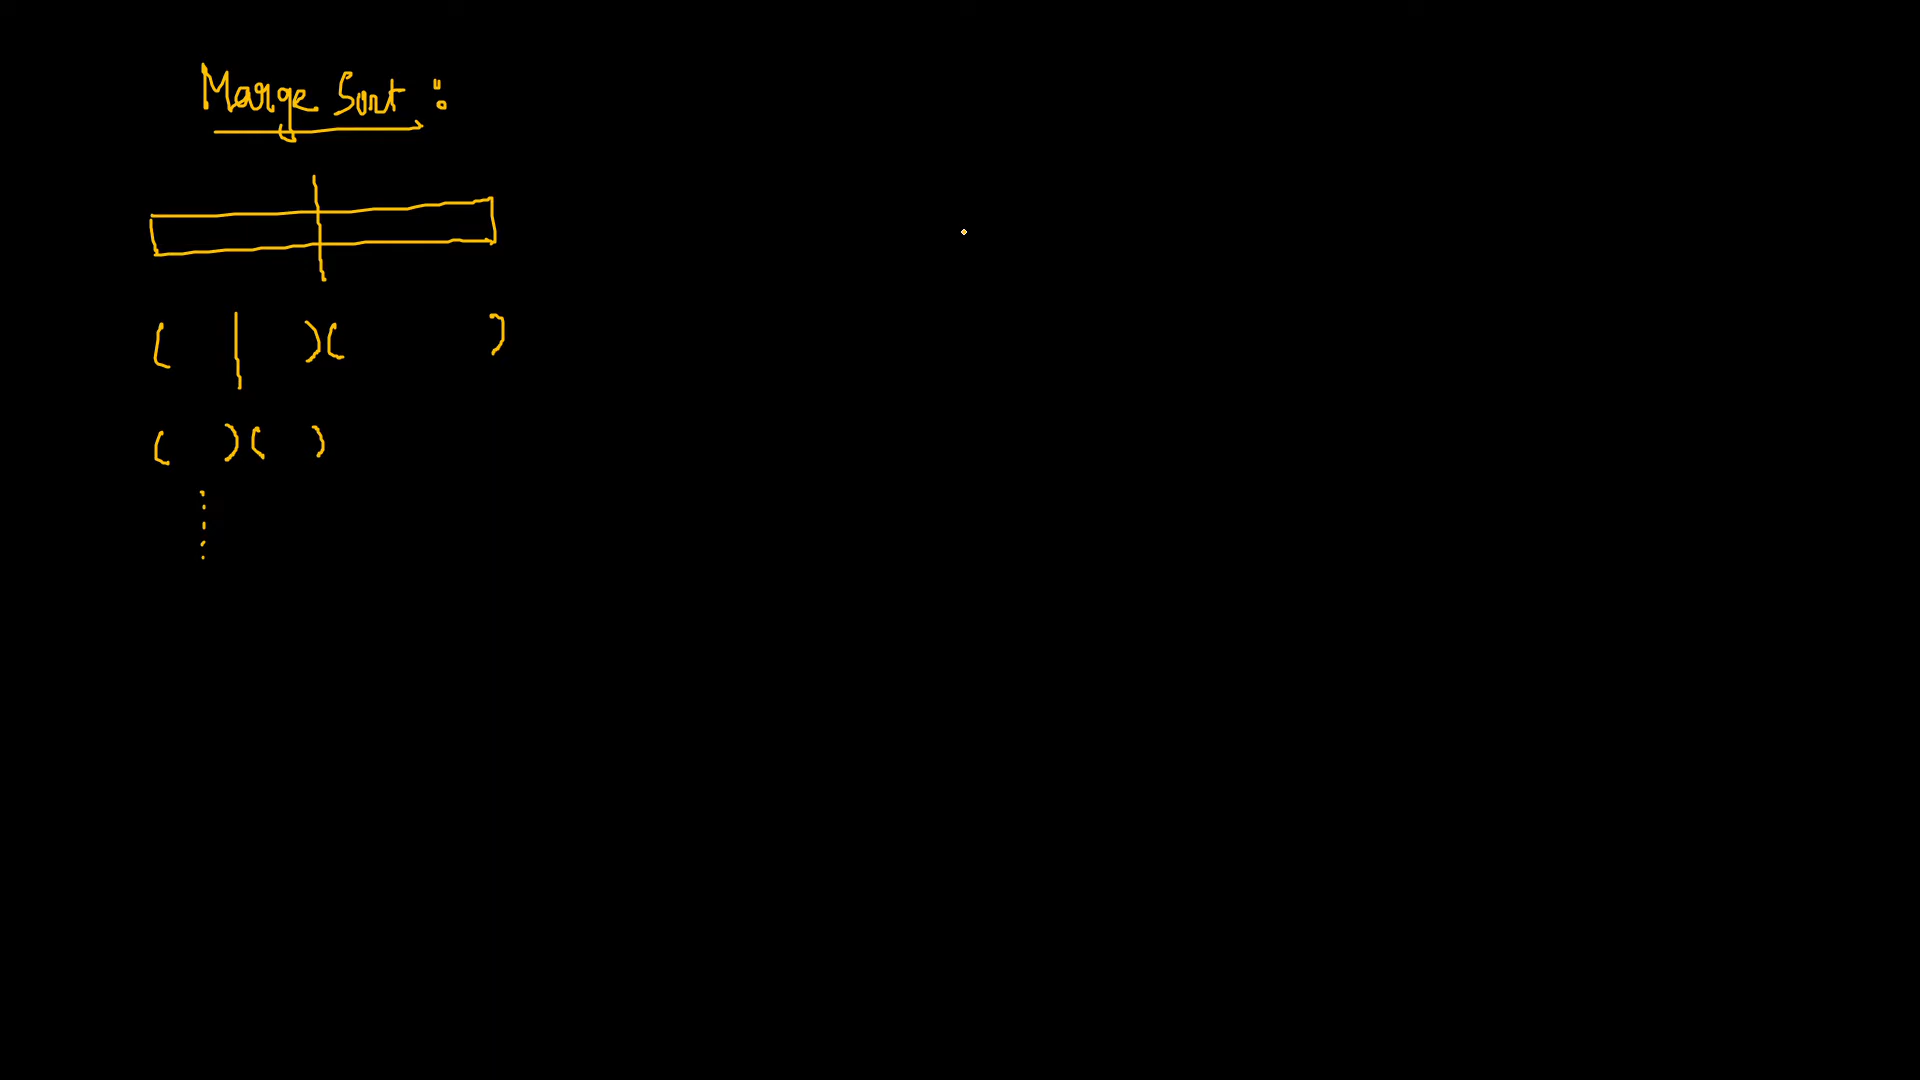 Marge Sort :
( | )( )
( )( )